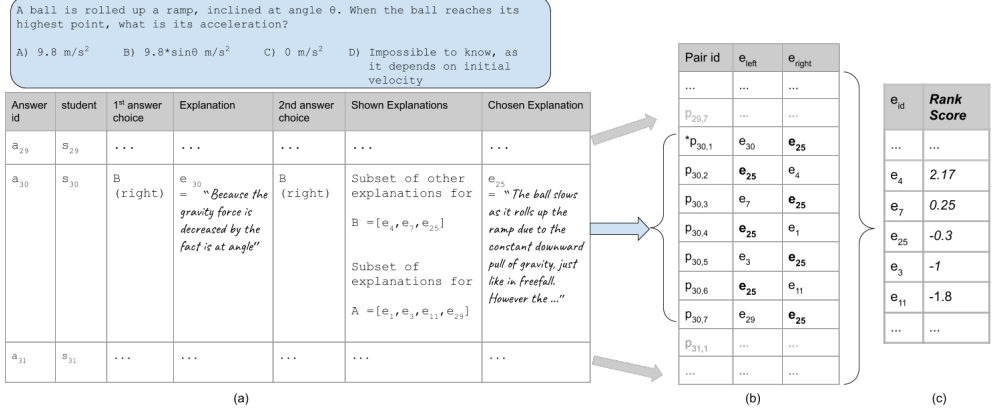 A ball is rolled up a ramp, inclined at angle θ. When the ball reaches its
highest point, what is its acceleration?
A) 9.8 m/s² B) 9.8*sinθ m/s² C) 0 m/s² D) Impossible to know, as
it depends on initial
velocity
Answer id student 1st answer choice Explanation 2nd answer choice Shown Explanations Chosen Explanation
a29 s29 ... ... ... ... ...
a30 s30 B (right) e30 = “Because the gravity force is decreased by the fact is at angle” B (right) Subset of other explanations for B =[e4,e7,e25] Subset of explanations for A =[e1,e3,e11,e29] e25 = “The ball slows as it rolls up the ramp due to the constant downward pull of gravity, just like in freefall. However the ...”
a31 s31 ... ... ... ... ...
(a)
Pair id eleft eright
... ... ...
p29,7 ... ...
*p30,1 e30 e25
p30,2 e25 e4
p30,3 e7 e25
p30,4 e25 e1
p30,5 e3 e25
p30,6 e25 e11
p30,7 e29 e25
p31,1 ... ...
... ... ...
(b)
eid Rank Score
... ...
e4 2.17
e7 0.25
e25 -0.3
e3 -1
e11 -1.8
... ...
(c)